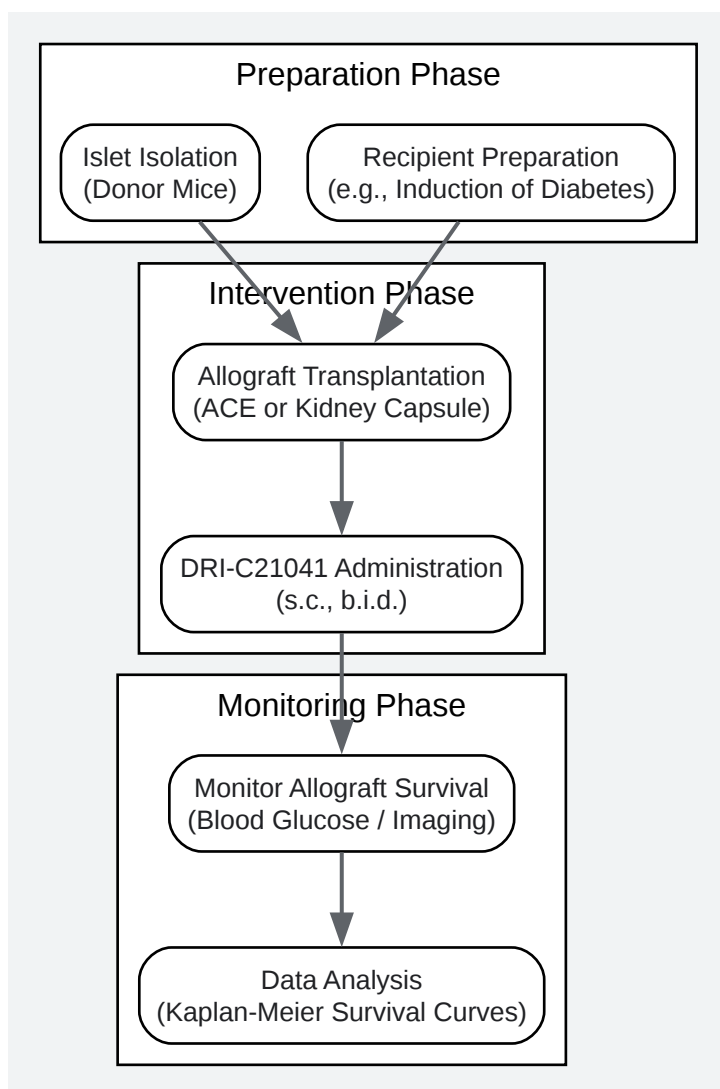 Preparation Phase
Islet Isolation
(Donor Mice)
Recipient Preparation
(e.g., Induction of Diabetes)
Intervention Phase
Allograft Transplantation
(ACE or Kidney Capsule)
DRI-C21041 Administration
(s.c., b.i.d.)
Monitoring Phase
Monitor Allograft Survival
(Blood Glucose / Imaging)
Data Analysis
(Kaplan-Meier Survival Curves)